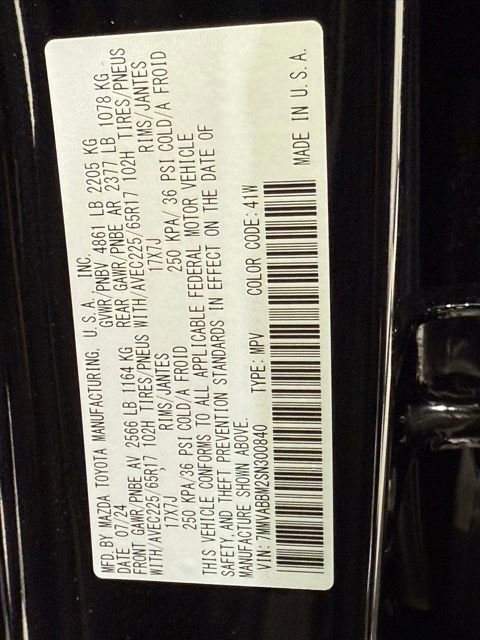 MFD.BY MAZDA TOYOTA MANUFACTURING, U.S.A., INC.
DATE 07/24 GVWR/PNBV 4861 LB 2205 KG
FRONT GAWR/PNBE AV 2566 LB 1164 KG REAR GAWR/PNBE AR 2377 LB 1078 KG
WITH/AVEC225/65R17 102H TIRES/PNEUS WITH/AVEC225/65R17 102H TIRES/PNEUS
17X7J RIMS/JANTES 17X7J RIMS/JANTES
250 KPA/36 PSI COLD/A FROID 250 KPA/ 36 PSI COLD/A FROID
THIS VEHICLE CONFORMS TO ALL APPLICABLE FEDERAL MOTOR VEHICLE
SAFETY, AND THEFT PREVENTION STANDARDS IN EFFECT ON THE DATE OF
MANUFACTURE SHOWN ABOVE.
VIN: 7MMVABBM2SN300840 TYPE: MPV COLOR CODE: 41W
MADE IN U.S.A.